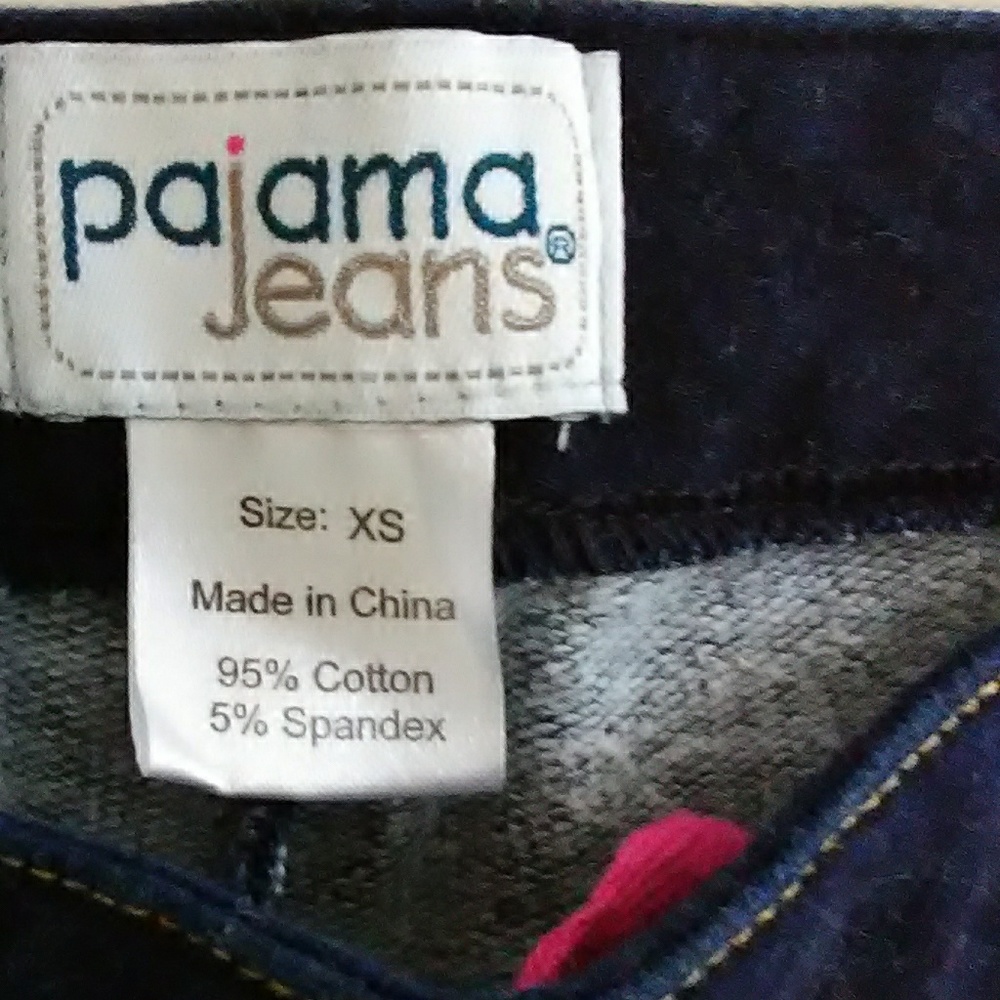 pajama®
jeans
Size: XS
Made in China
95% Cotton
5% Spandex